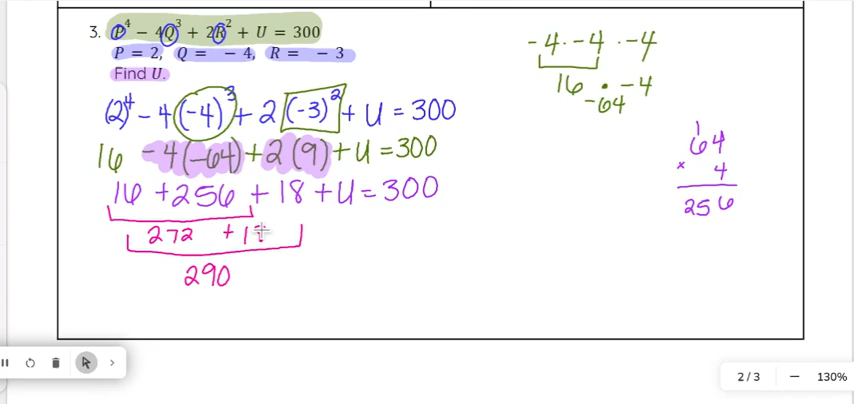 3. P⁴ − 4Q³ + 2R² + U = 300
P = 2, Q = − 4, R = − 3
Find U.
(2)⁴ - 4(-4)³ + 2(-3)² + U = 300
16 -4(-64) + 2(9) + U = 300
16 + 256 + 18 + U = 300
272 + 1
290
-4 · -4 · -4
16 · -4
-64
1
64
× 4
256
2 / 3 − 130%